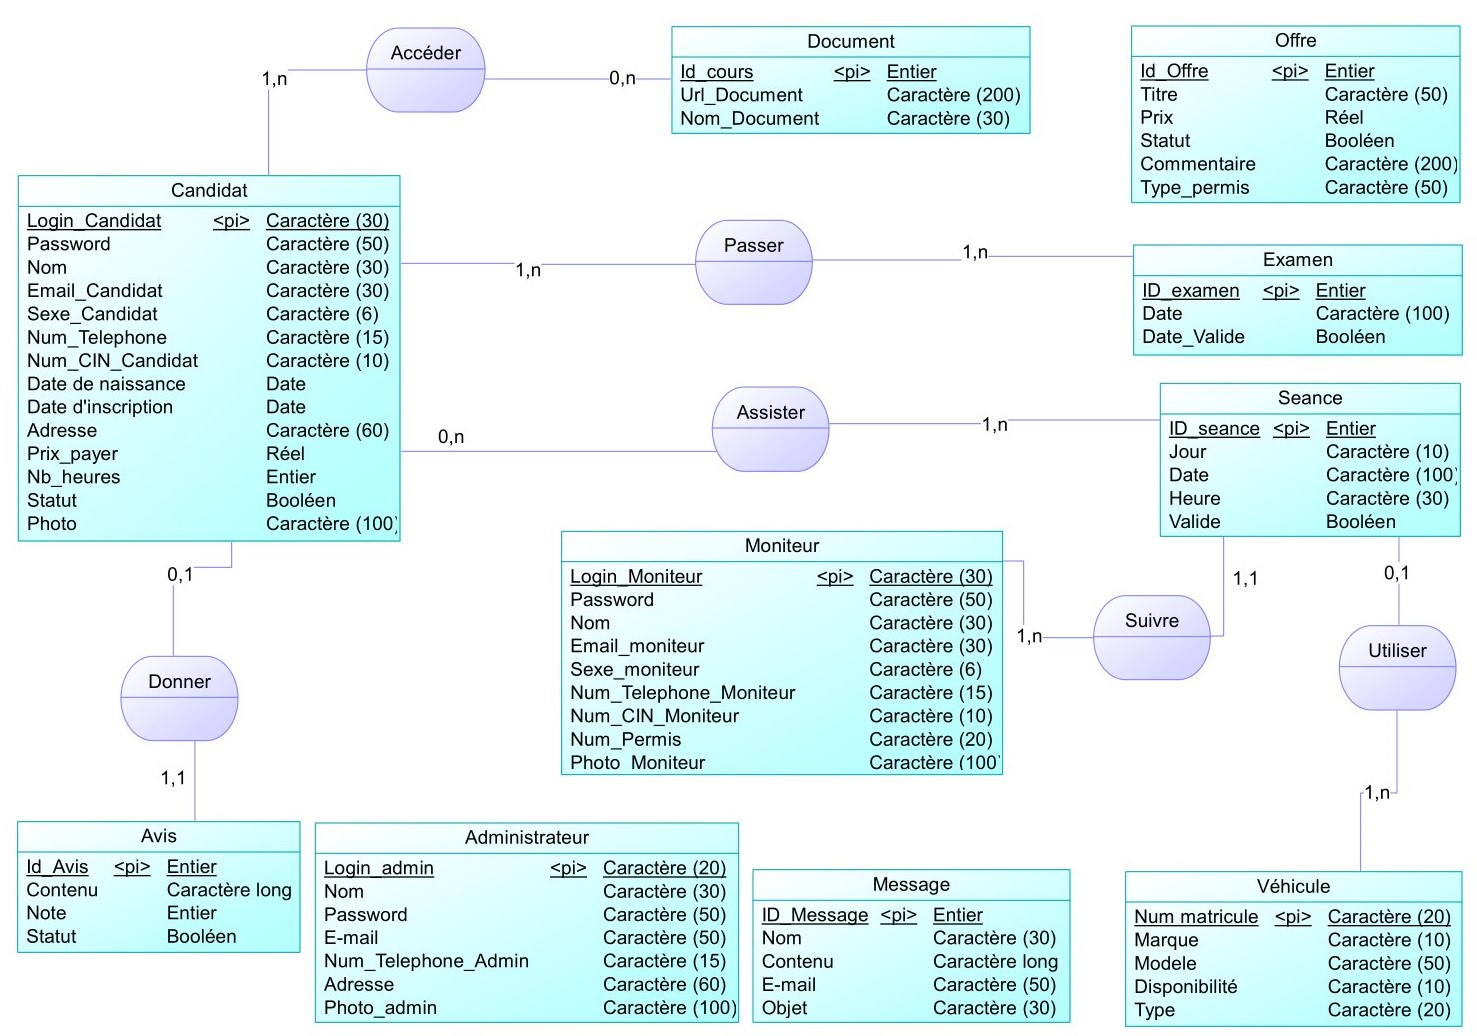 Accéder
1,n
0,n
Document
Id_cours <pi> Entier
Url_Document Caractère (200)
Nom_Document Caractère (30)
Offre
Id_Offre <pi> Entier
Titre Caractère (50)
Prix Réel
Statut Booléen
Commentaire Caractère (200)
Type_permis Caractère (50)
Candidat
Login_Candidat <pi> Caractère (30)
Password Caractère (50)
Nom Caractère (30)
Email_Candidat Caractère (30)
Sexe_Candidat Caractère (6)
Num_Telephone Caractère (15)
Num_CIN_Candidat Caractère (10)
Date de naissance Date
Date d'inscription Date
Adresse Caractère (60)
Prix_payer Réel
Nb_heures Entier
Statut Booléen
Photo Caractère (100)
Passer
1,n
1,n
Examen
ID_examen <pi> Entier
Date Caractère (100)
Date_Valide Booléen
Assister
0,n
1,n
Seance
ID_seance <pi> Entier
Jour Caractère (10)
Date Caractère (100)
Heure Caractère (30)
Valide Booléen
Moniteur
Login_Moniteur <pi> Caractère (30)
Password Caractère (50)
Nom Caractère (30)
Email_moniteur Caractère (30)
Sexe_moniteur Caractère (6)
Num_Telephone_Moniteur Caractère (15)
Num_CIN_Moniteur Caractère (10)
Num_Permis Caractère (20)
Photo_Moniteur Caractère (100)
1,n
Suivre
1,1
0,1
Utiliser
1,n
0,1
Donner
1,1
Avis
Id_Avis <pi> Entier
Contenu Caractère long
Note Entier
Statut Booléen
Administrateur
Login_admin <pi> Caractère (20)
Nom Caractère (30)
Password Caractère (50)
E-mail Caractère (50)
Num_Telephone_Admin Caractère (15)
Adresse Caractère (60)
Photo_admin Caractère (100)
Message
ID_Message <pi> Entier
Nom Caractère (30)
Contenu Caractère long
E-mail Caractère (50)
Objet Caractère (30)
Véhicule
Num matricule <pi> Caractère (20)
Marque Caractère (10)
Modele Caractère (50)
Disponibilité Caractère (10)
Type Caractère (20)